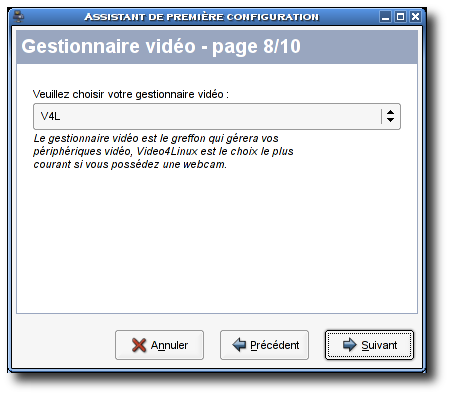 Assistant de première configuration
Gestionnaire vidéo - page 8/10
Veuillez choisir votre gestionnaire vidéo :
V4L
Le gestionnaire vidéo est le greffon qui gérera vos
périphériques vidéo, Video4Linux est le choix le plus
courant si vous possédez une webcam.
Annuler
Précédent
Suivant